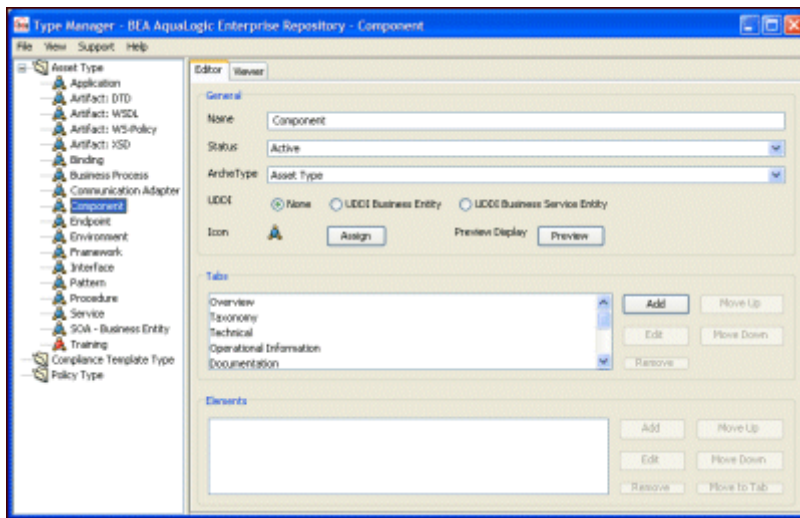 Type Manager - BEA AquaLogic Enterprise Repository - Component
File View Support Help
Asset Type
Application
Artifact: DTD
Artifact: WSDL
Artifact: WS-Policy
Artifact: XSD
Binding
Business Process
Communication Adapter
Component
Endpoint
Environment
Framework
Interface
Pattern
Procedure
Service
SOA - Business Entity
Training
Compliance Template Type
Policy Type
Editor Viewer
General
Name Component
Status Active
ArcheType Asset Type
UDDI None UDDI Business Entity UDDI Business Service Entity
Icon Assign Preview Display Preview
Tabs
Overview
Taxonomy
Technical
Operational Information
Documentation
Add Move Up
Edit Move Down
Remove
Elements
Add Move Up
Edit Move Down
Remove Move to Tab